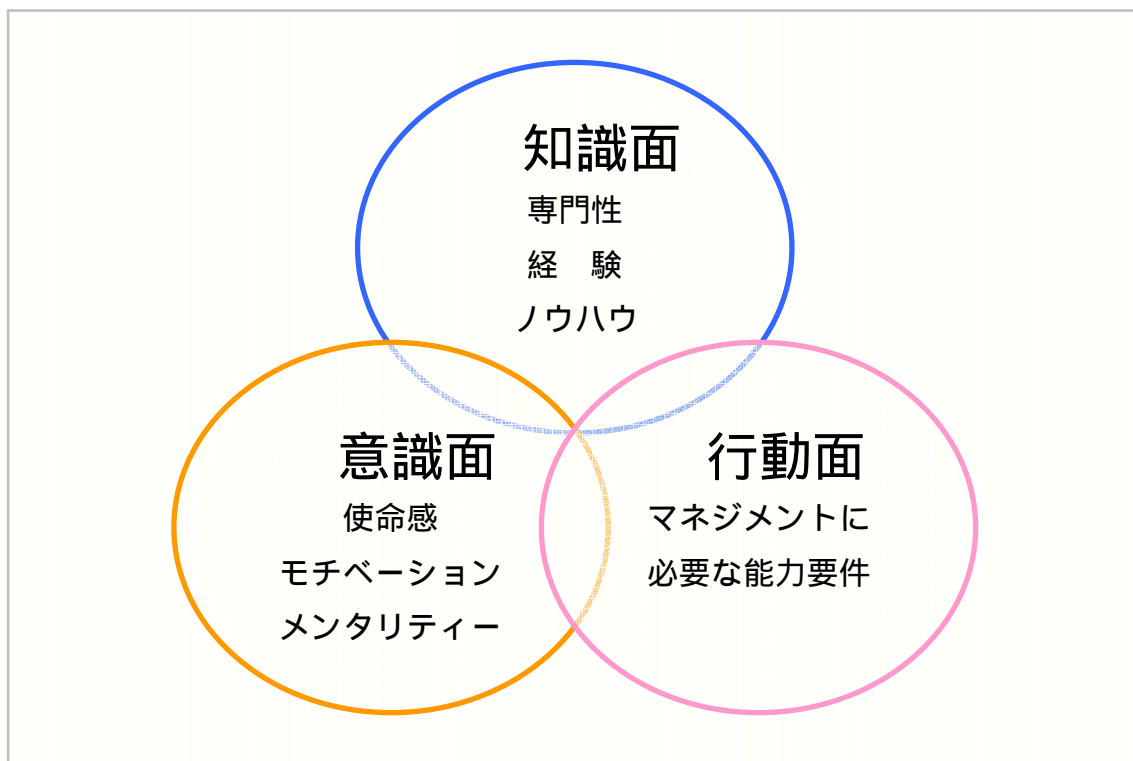 知識面
専門性
経　験
ノウハウ
意識面
使命感
モチベーション
メンタリティー
行動面
マネジメントに
必要な能力要件